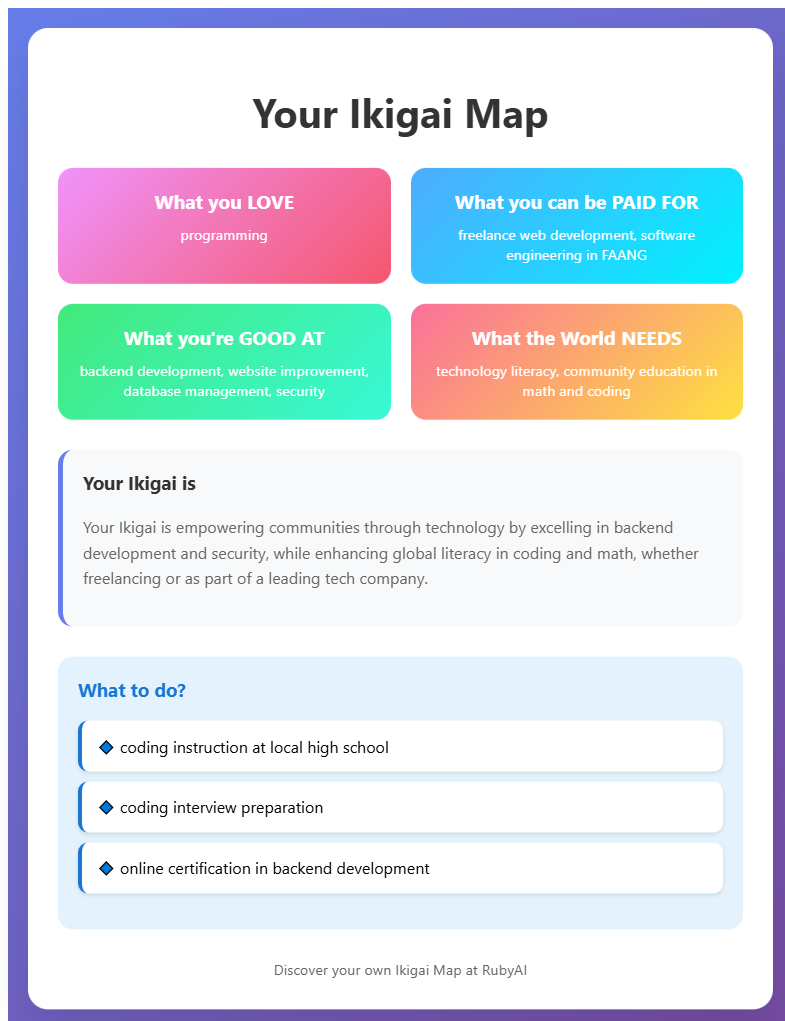 Your Ikigai Map
What you LOVE
programming
What you can be PAID FOR
freelance web development, software
engineering in FAANG
What you're GOOD AT
backend development, website improvement,
database management, security
What the World NEEDS
technology literacy, community education in
math and coding
Your Ikigai is
Your Ikigai is empowering communities through technology by excelling in backend
development and security, while enhancing global literacy in coding and math, whether
freelancing or as part of a leading tech company.
What to do?
coding instruction at local high school
coding interview preparation
online certification in backend development
Discover your own Ikigai Map at RubyAI